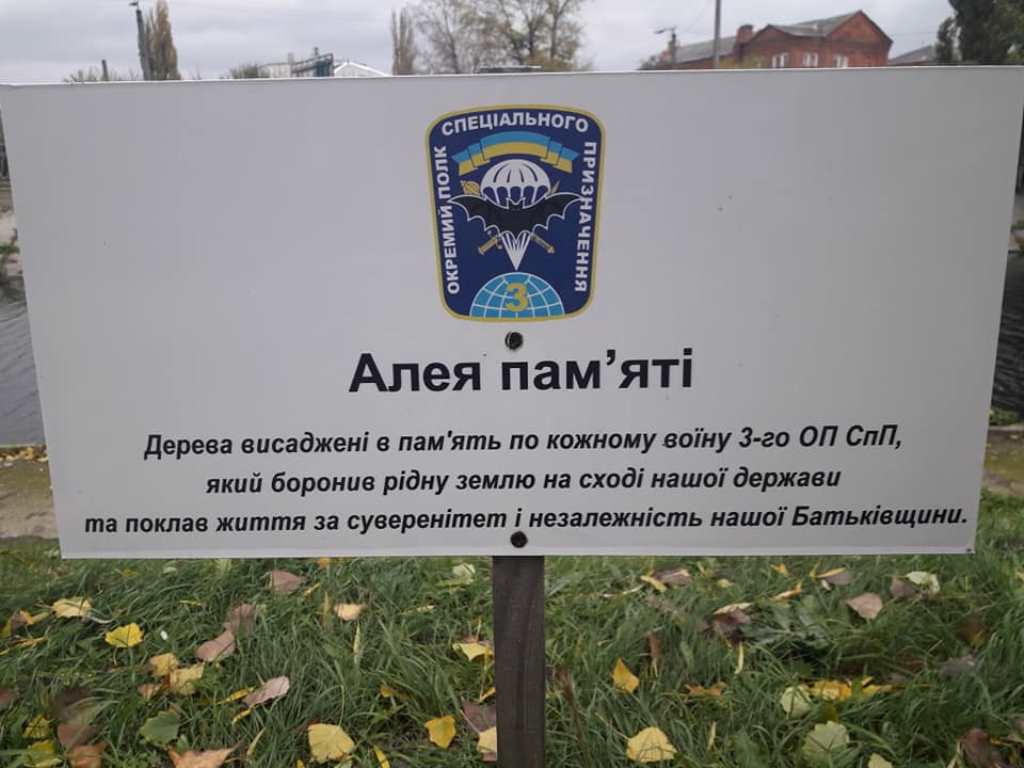 ОКРЕМИЙ ПОЛК СПЕЦІАЛЬНОГО ПРИЗНАЧЕННЯ
3
Алея пам’яті
Дерева висаджені в пам'ять по кожному воїну 3-го ОП СпП,
який боронив рідну землю на сході нашої держави
та поклав життя за суверенітет і незалежність нашої Батьківщини.